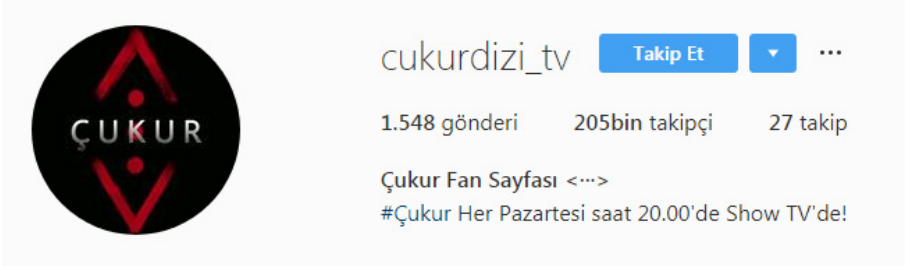 ÇUKUR
cukurdizi_tv Takip Et
1.548 gönderi 205bin takipçi 27 takip
Çukur Fan Sayfası <···>
#Çukur Her Pazartesi saat 20.00'de Show TV'de!